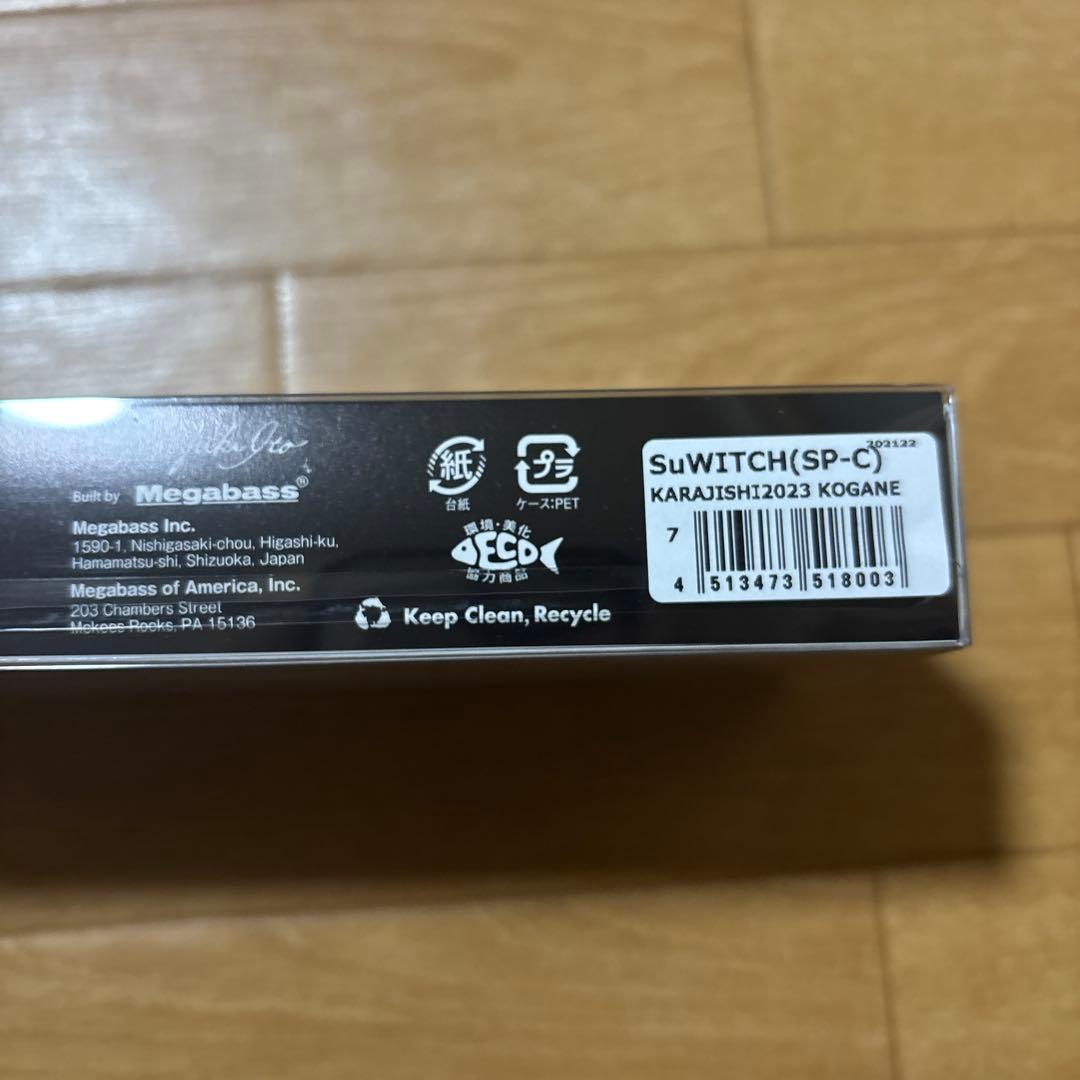 Built by Megabass®
Megabass Inc.
1590-1, Nishigasaki-chou, Higashi-ku,
Hamamatsu-shi, Shizuoka, Japan
Megabass of America, Inc.
203 Chambers Street
Mckees Rocks, PA 15136
紙
台紙
プラ
ケース:PET
環境・美化
ECO
協力商品
Keep Clean, Recycle
202122
SuWITCH(SP-C)
KARAJISHI2023 KOGANE
7
4 513473 518003